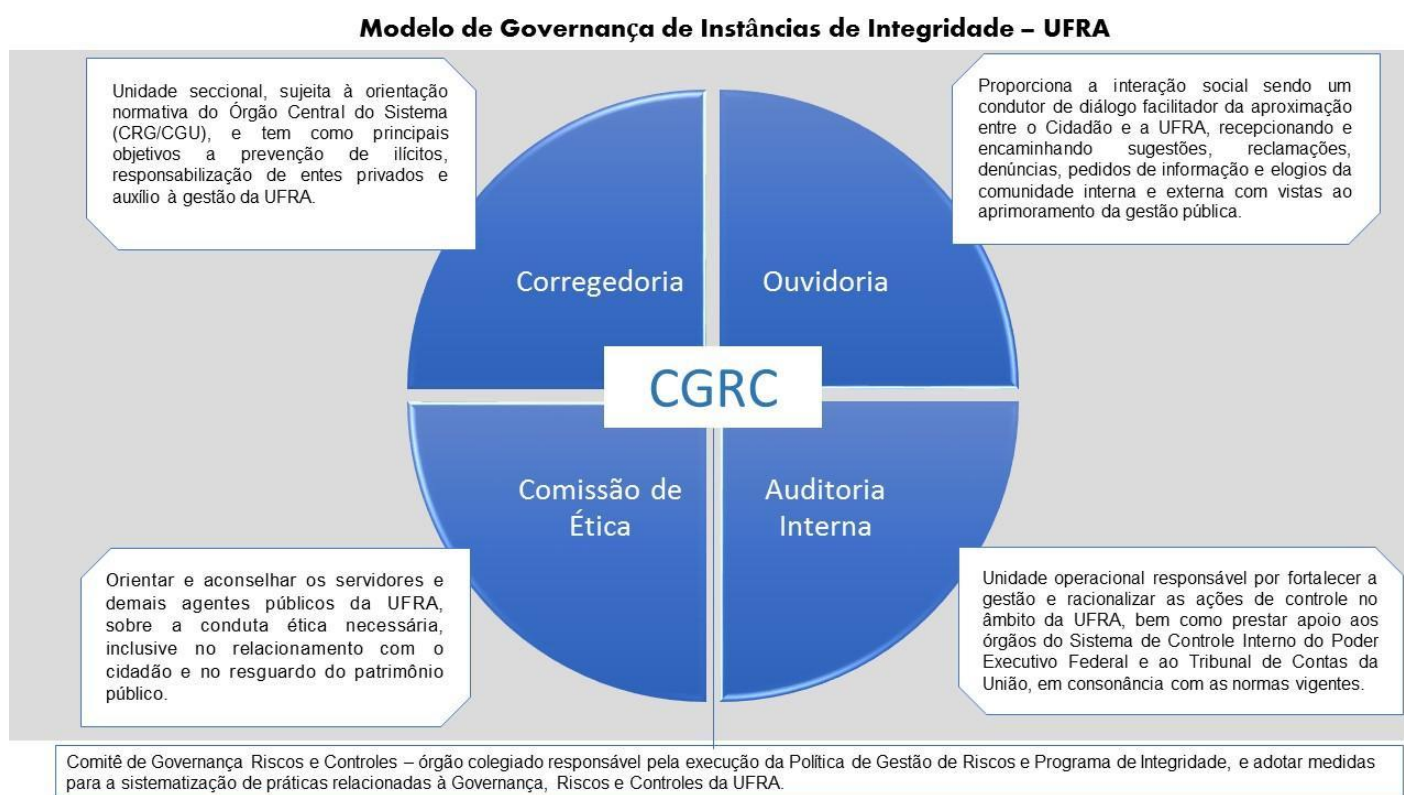 Modelo de Governança de Instâncias de Integridade – UFRA
Unidade seccional, sujeita à orientação
normativa do Órgão Central do Sistema
(CRG/CGU), e tem como principais
objetivos a prevenção de ilícitos,
responsabilização de entes privados e
auxílio à gestão da UFRA.
Proporciona a interação social sendo um
condutor de diálogo facilitador da aproximação
entre o Cidadão e a UFRA, recepcionando e
encaminhando sugestões, reclamações,
denúncias, pedidos de informação e elogios da
comunidade interna e externa com vistas ao
aprimoramento da gestão pública.
Corregedoria
Ouvidoria
CGRC
Comissão de
Ética
Auditoria
Interna
Orientar e aconselhar os servidores e
demais agentes públicos da UFRA,
sobre a conduta ética necessária,
inclusive no relacionamento com o
cidadão e no resguardo do patrimônio
público.
Unidade operacional responsável por fortalecer a
gestão e racionalizar as ações de controle no
âmbito da UFRA, bem como prestar apoio aos
órgãos do Sistema de Controle Interno do Poder
Executivo Federal e ao Tribunal de Contas da
União, em consonância com as normas vigentes.
Comitê de Governança Riscos e Controles – órgão colegiado responsável pela execução da Política de Gestão de Riscos e Programa de Integridade, e adotar medidas
para a sistematização de práticas relacionadas à Governança, Riscos e Controles da UFRA.